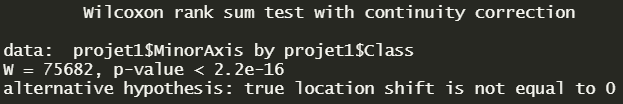 Wilcoxon rank sum test with continuity correction
data:  projet1$MinorAxis by projet1$Class
W = 75682, p-value < 2.2e-16
alternative hypothesis: true location shift is not equal to 0